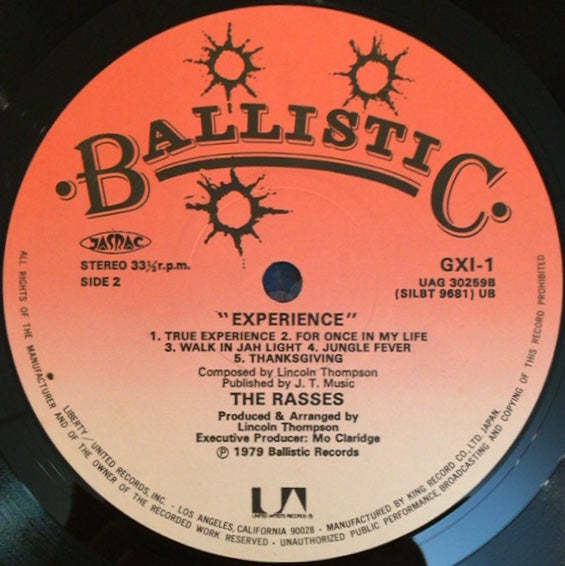 BALLISTIC
JASRAC
STEREO 33⅓ r.p.m.
SIDE 2
GXI-1
UAG 30259B
(SILBT 9681) UB
"EXPERIENCE"
1. TRUE EXPERIENCE 2. FOR ONCE IN MY LIFE
3. WALK IN JAH LIGHT 4. JUNGLE FEVER
5. THANKSGIVING
Composed by Lincoln Thompson
Published by J. T. Music
THE RASSES
Produced & Arranged by
Lincoln Thompson
Executive Producer: Mo Claridge
℗ 1979 Ballistic Records
UA
UNITED ARTISTS RECORDS
ALL RIGHTS OF THE MANUFACTURER AND OF THE OWNER OF THE RECORDED WORK RESERVED - UNAUTHORIZED PUBLIC PERFORMANCE, BROADCASTING AND COPYING OF THIS RECORD PROHIBITED
LIBERTY/UNITED RECORDS, INC. - LOS ANGELES, CALIFORNIA 90028 - MANUFACTURED BY KING RECORD CO., LTD. JAPAN.